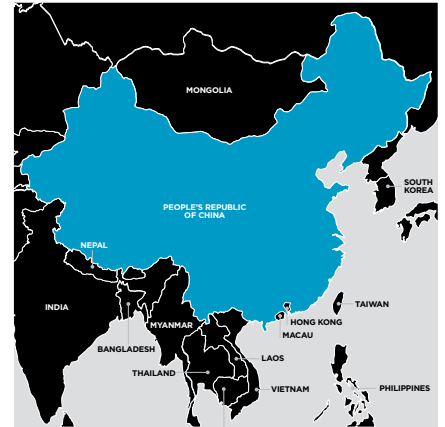 MONGOLIA
SOUTH
KOREA
PEOPLE'S REPUBLIC
OF CHINA
NEPAL
INDIA
TAIWAN
HONG KONG
MYANMAR
MACAU
BANGLADESH
LAOS
THAILAND
VIETNAM
PHILIPPINES